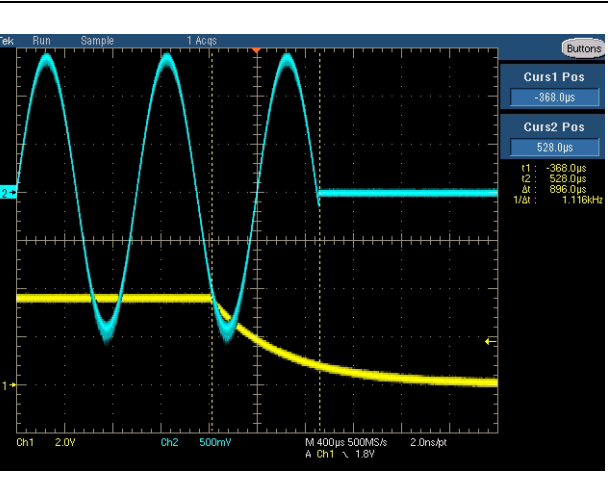 Tek Run Sample 1 Acqs
Buttons
Curs1 Pos
-368.0µs
Curs2 Pos
528.0µs
t1: -368.0µs
t2: 528.0µs
Δt: 896.0µs
1/Δt: 1.116kHz
2
1
Ch1 2.0V Ch2 500mV M 400µs 500MS/s 2.0ns/pt
A Ch1 \ 1.8V